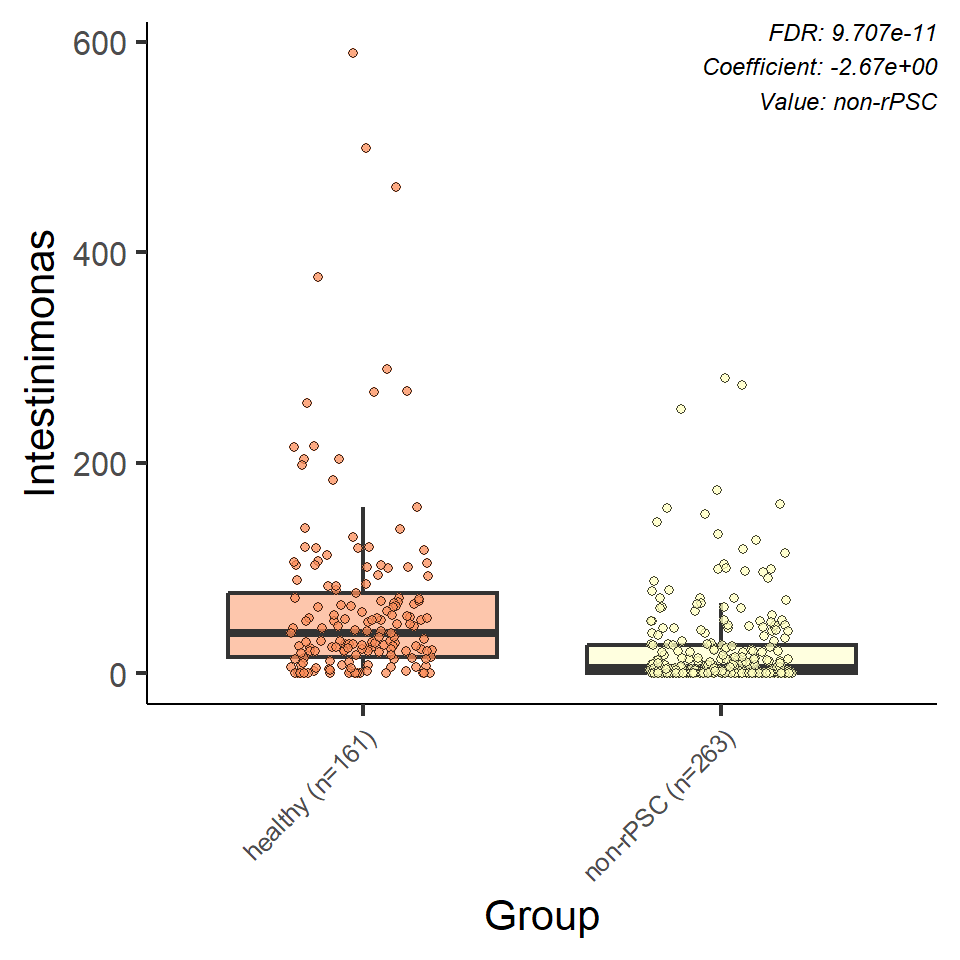 FDR: 9.707e-11
Coefficient: -2.67e+00
Value: non-rPSC
Intestinimonas
600
400
200
0
healthy (n=161)
non-rPSC (n=263)
Group